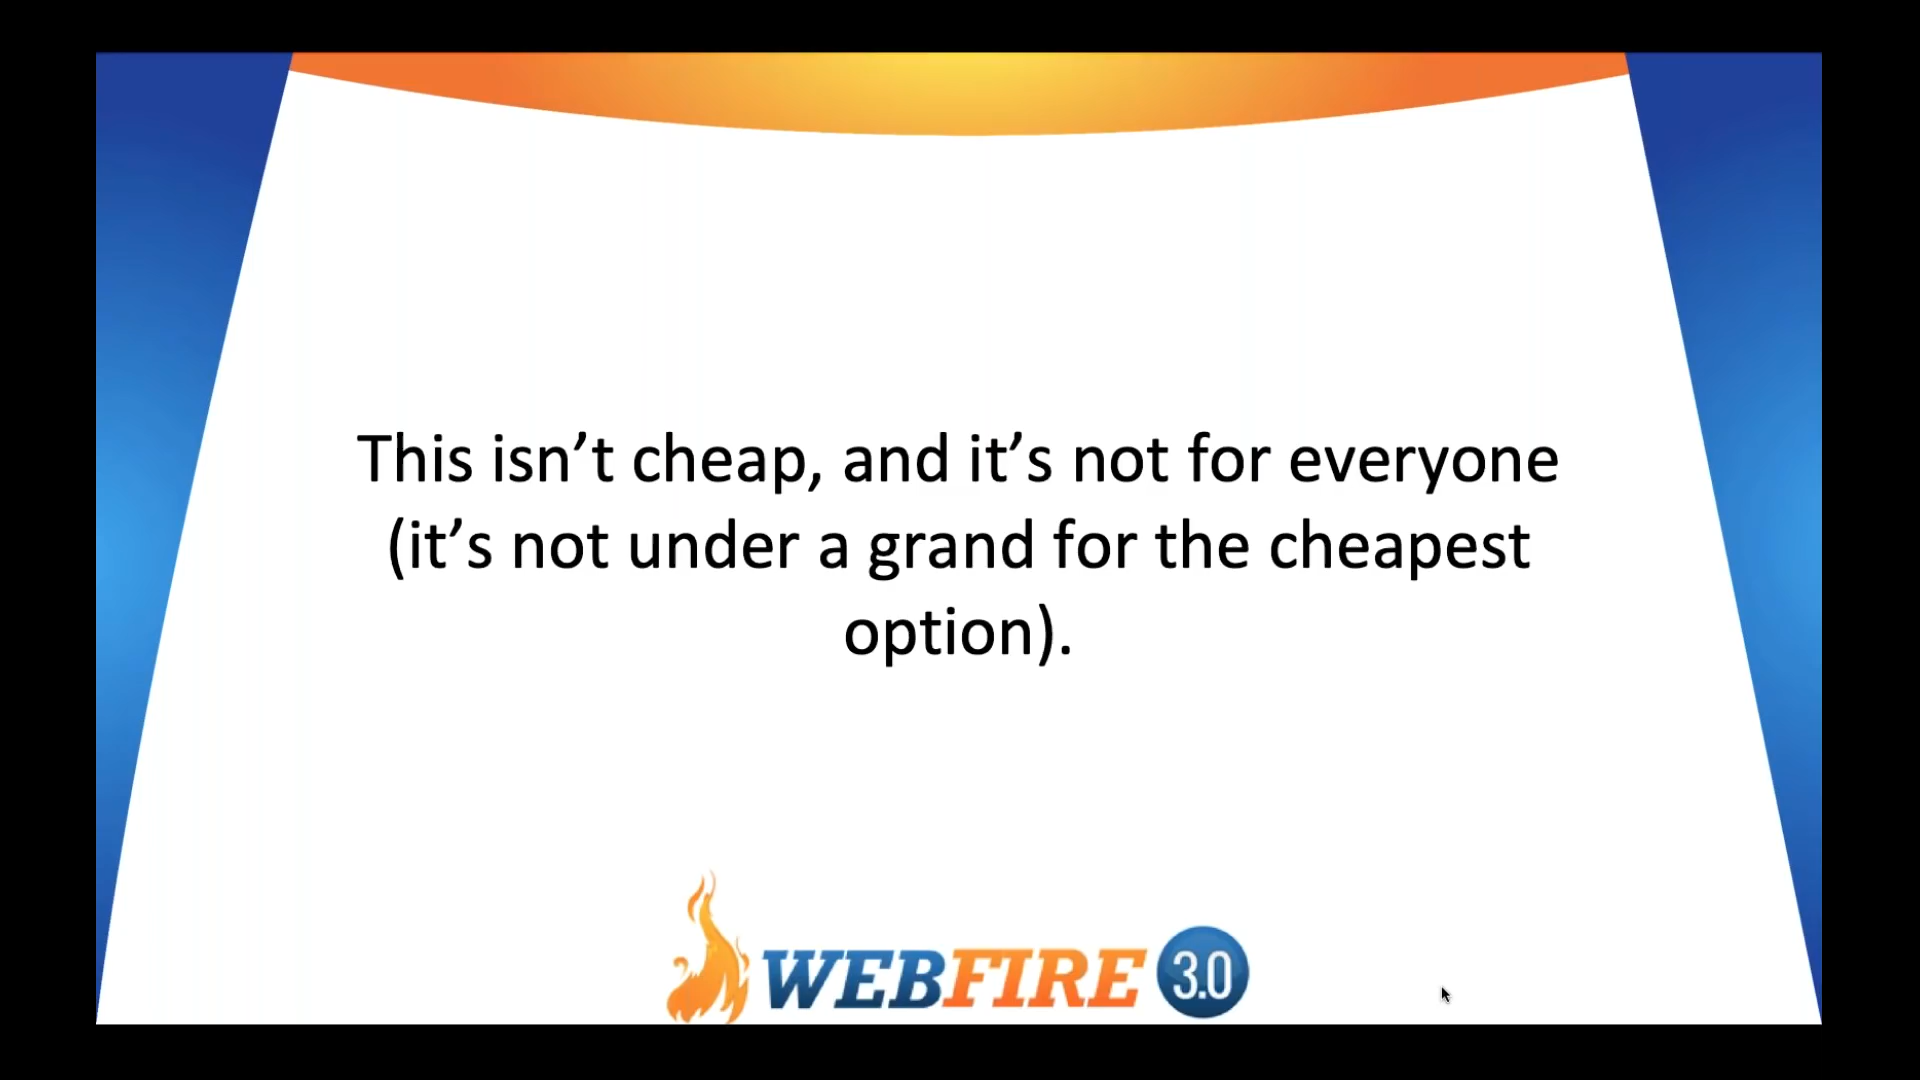 This isn’t cheap, and it’s not for everyone
(it’s not under a grand for the cheapest
option).
WEBFIRE 3.0